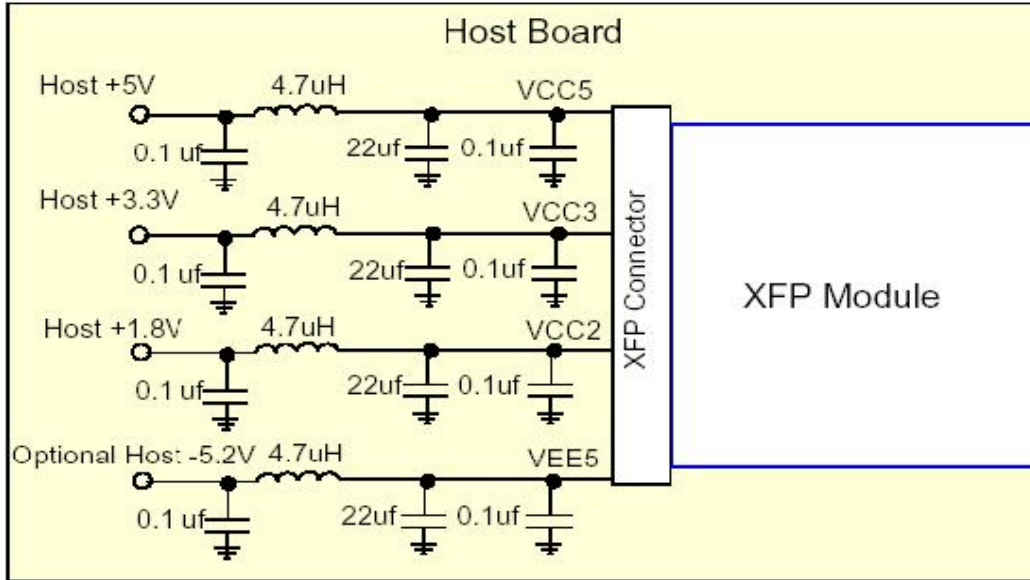 Host Board
Host +5V
4.7uH
VCC5
0.1 uf
22uf
0.1uf
Host +3.3V
4.7uH
VCC3
0.1 uf
22uf
0.1uf
Host +1.8V
4.7uH
VCC2
0.1 uf
22uf
0.1uf
Optional Host -5.2V
4.7uH
VEE5
0.1 uf
22uf
0.1uf
XFP Connector
XFP Module